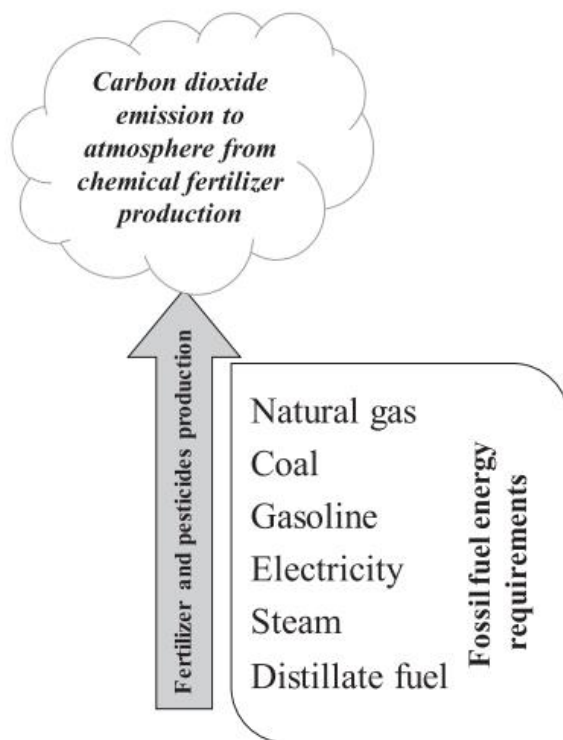 Carbon dioxide
emission to
atmosphere from
chemical fertilizer
production
Fertilizer and pesticides production
Natural gas
Coal
Gasoline
Electricity
Steam
Distillate fuel
Fossil fuel energy
requirements